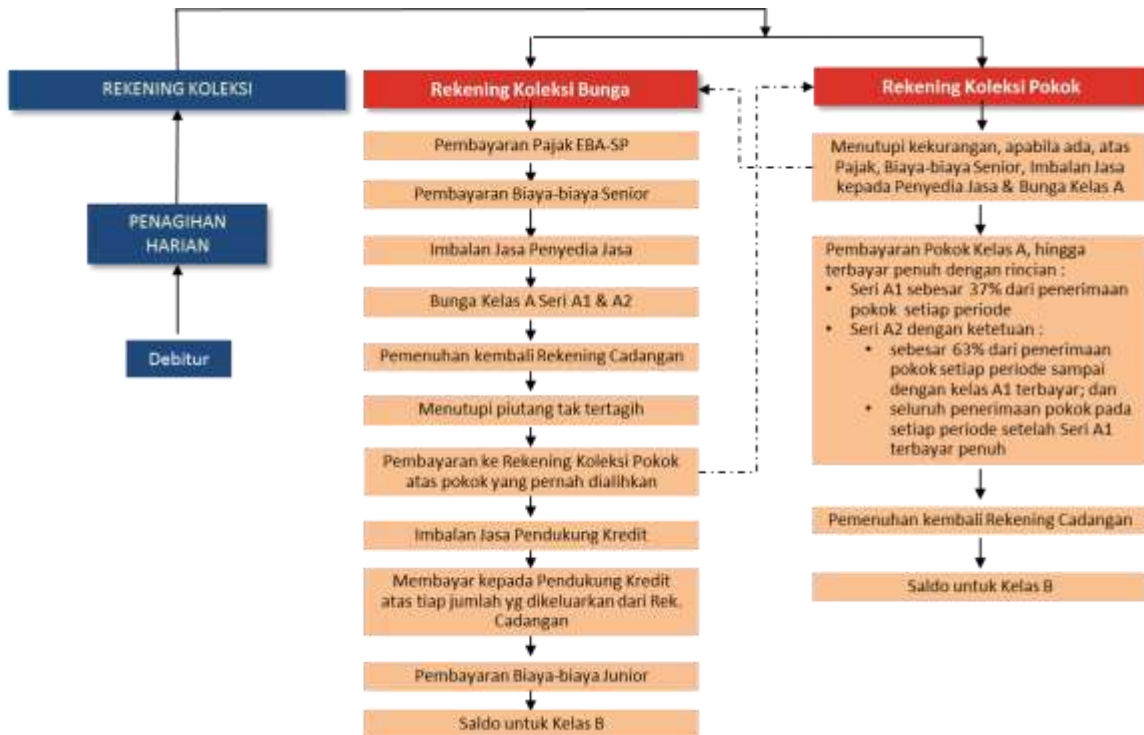 REKENING KOLEKSI
PENAGIHAN
HARIAN
Debitur
Rekening Koleksi Bunga
Pembayaran Pajak EBA-SP
Pembayaran Biaya-biaya Senior
Imbalan Jasa Penyedia Jasa
Bunga Kelas A Seri A1 & A2
Pemenuhan kembali Rekening Cadangan
Menutupi piutang tak tertagih
Pembayaran ke Rekening Koleksi Pokok
atas pokok yang pernah dialihkan
Imbalan Jasa Pendukung Kredit
Membayar kepada Pendukung Kredit
atas tiap jumlah yg dikeluarkan dari Rek.
Cadangan
Pembayaran Biaya-biaya Junior
Saldo untuk Kelas B
Rekening Koleksi Pokok
Menutupi kekurangan, apabila ada, atas
Pajak, Biaya-biaya Senior, Imbalan Jasa
kepada Penyedia Jasa & Bunga Kelas A
Pembayaran Pokok Kelas A, hingga
terbayar penuh dengan rincian :
• Seri A1 sebesar 37% dari penerimaan
pokok setiap periode
• Seri A2 dengan ketetuan :
• sebesar 63% dari penerimaan
pokok setiap periode sampai
dengan kelas A1 terbayar; dan
• seluruh penerimaan pokok pada
setiap periode setelah Seri A1
terbayar penuh
Pemenuhan kembali Rekening Cadangan
Saldo untuk Kelas B